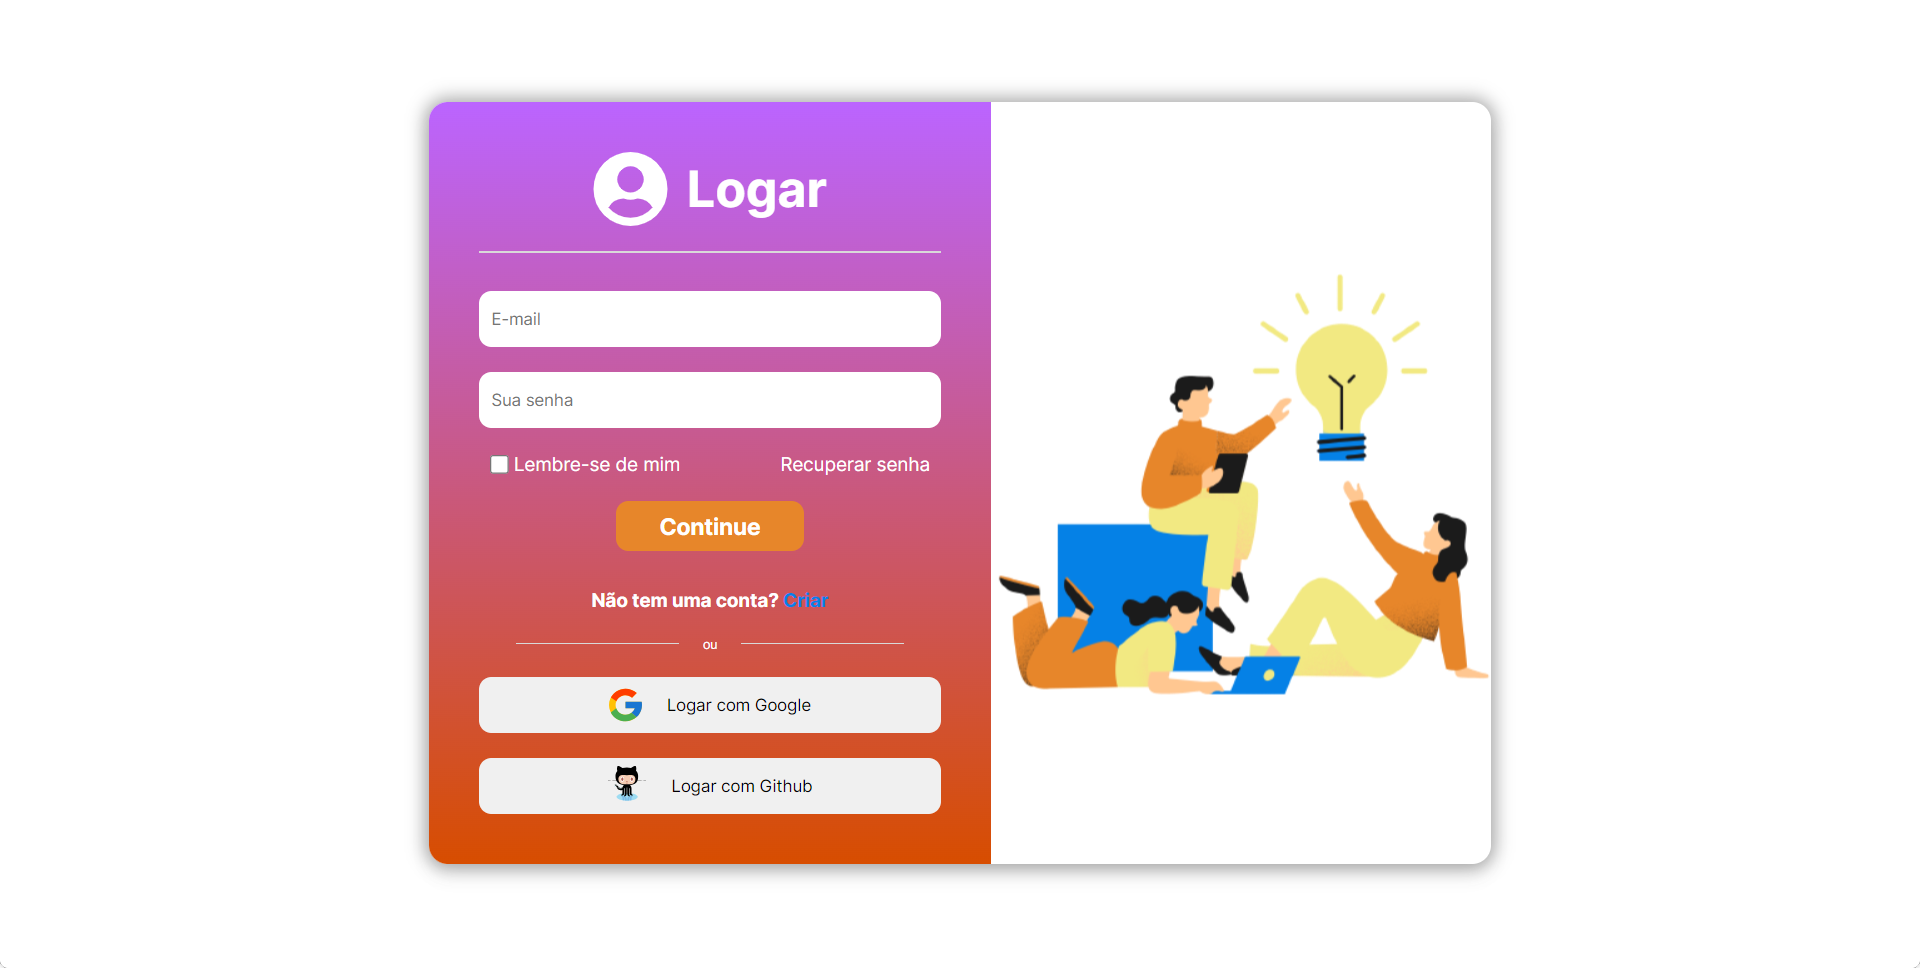 Logar
E-mail
Sua senha
Lembre-se de mim Recuperar senha
Continue
Não tem uma conta? Criar
ou
Logar com Google
Logar com Github